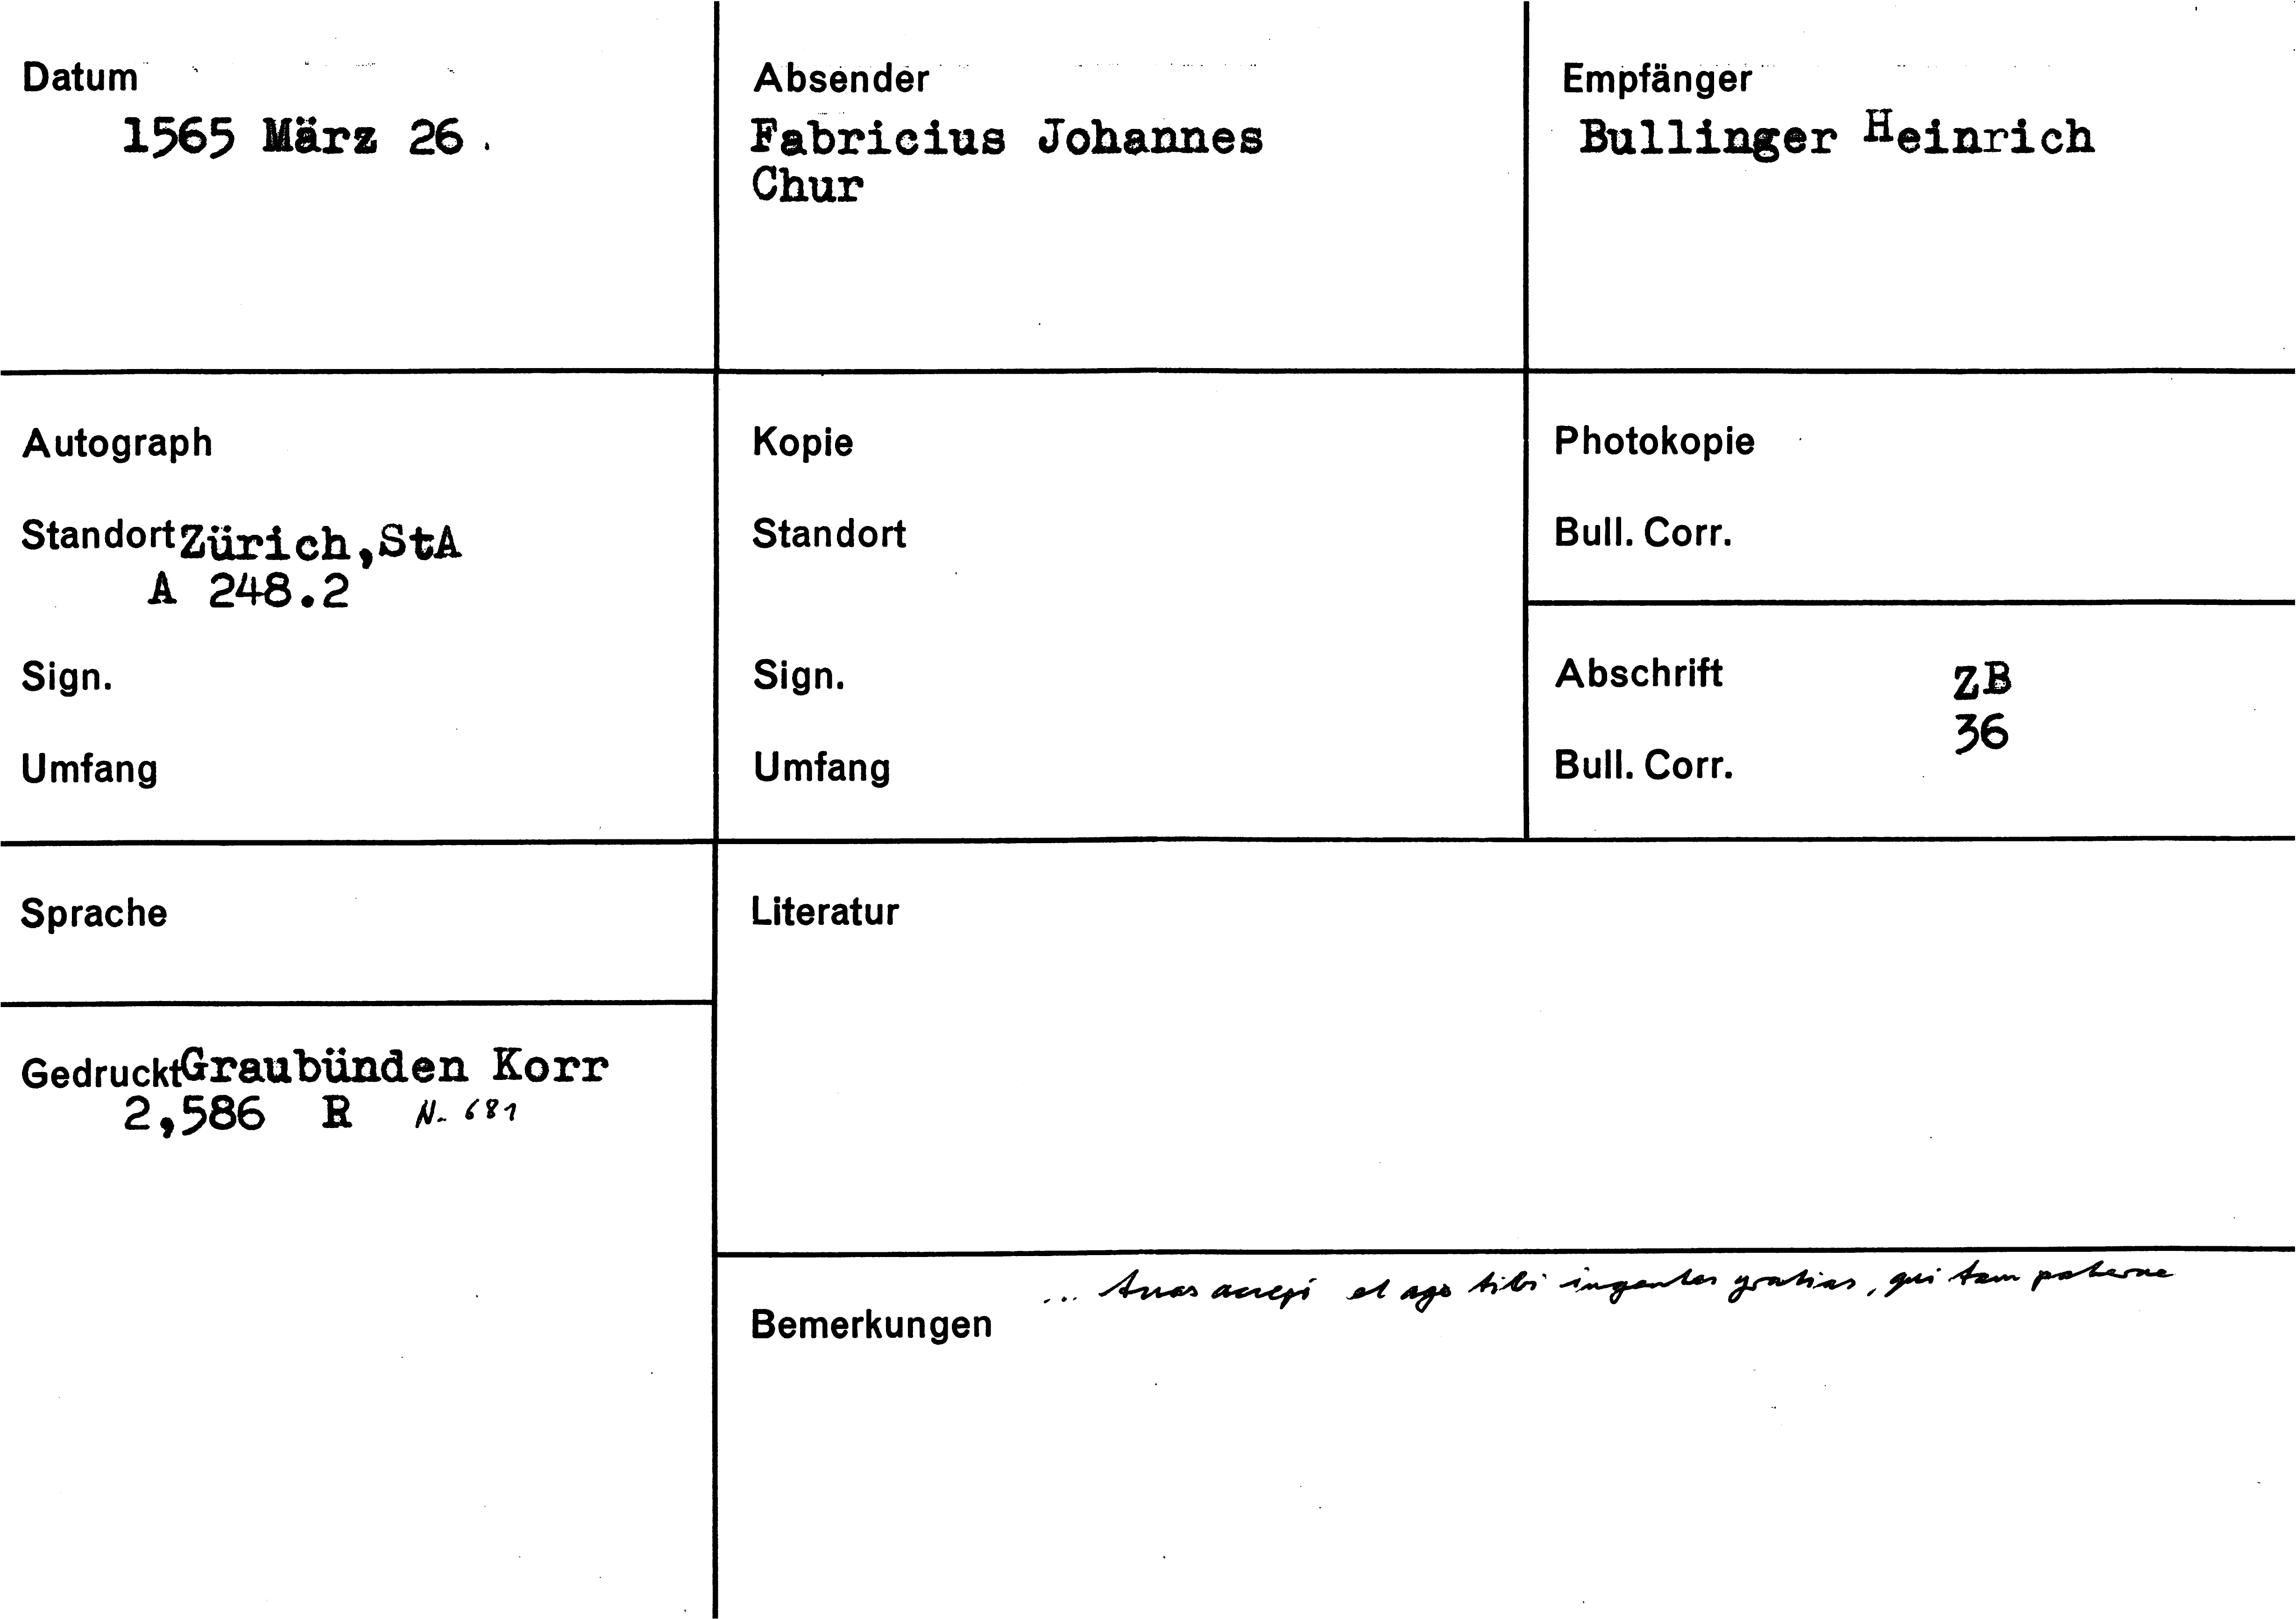 Datum
1565 März 26.
Absender
Fabricius Johannes
Chur
Empfänger
Bullinger Heinrich
Autograph
Standort Zürich,StA
A 248.2
Sign.
Umfang
Kopie
Standort
Sign.
Umfang
Photokopie
Bull. Corr.
Abschrift ZB
36
Bull. Corr.
Sprache
Gedruckt Graubünden Korr
2,586 R N. 681
Literatur
... tuas accepi et ago tibi ingentes gratias, qui tam paterne
Bemerkungen